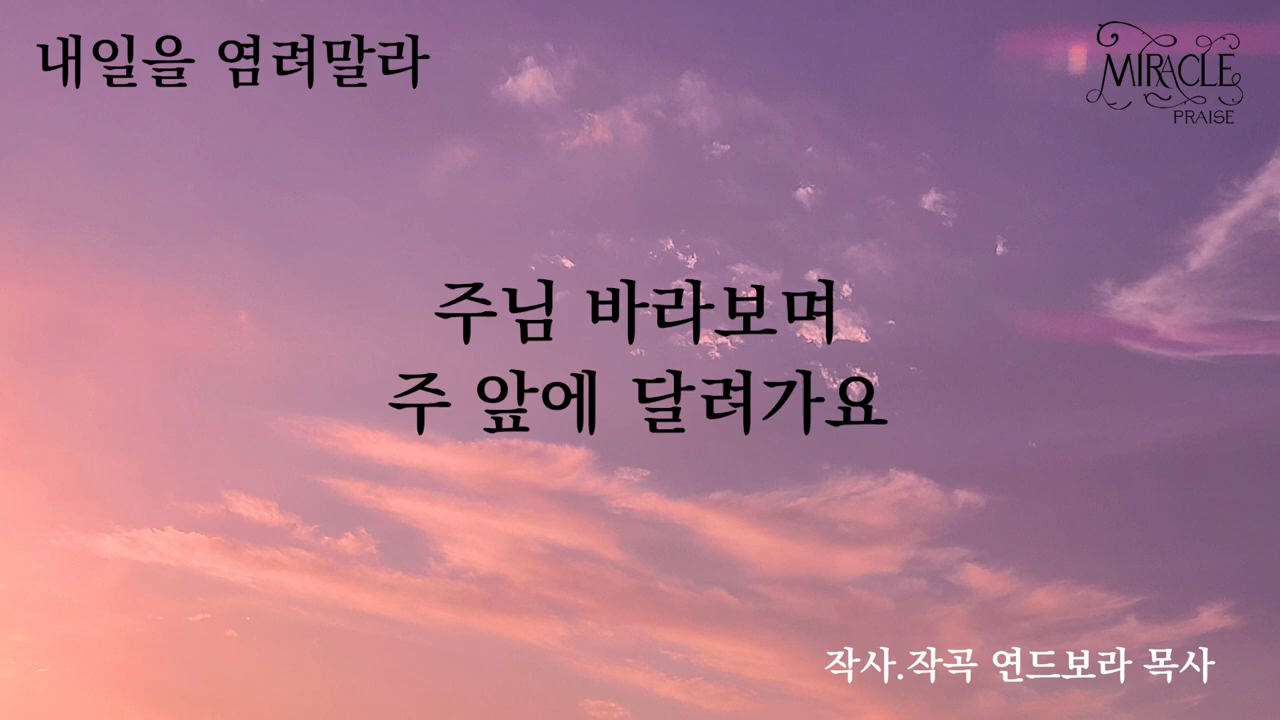 내일을 염려말라
MIRACLE
PRAISE
주님 바라보며
주 앞에 달려가요
작사.작곡 연드보라 목사